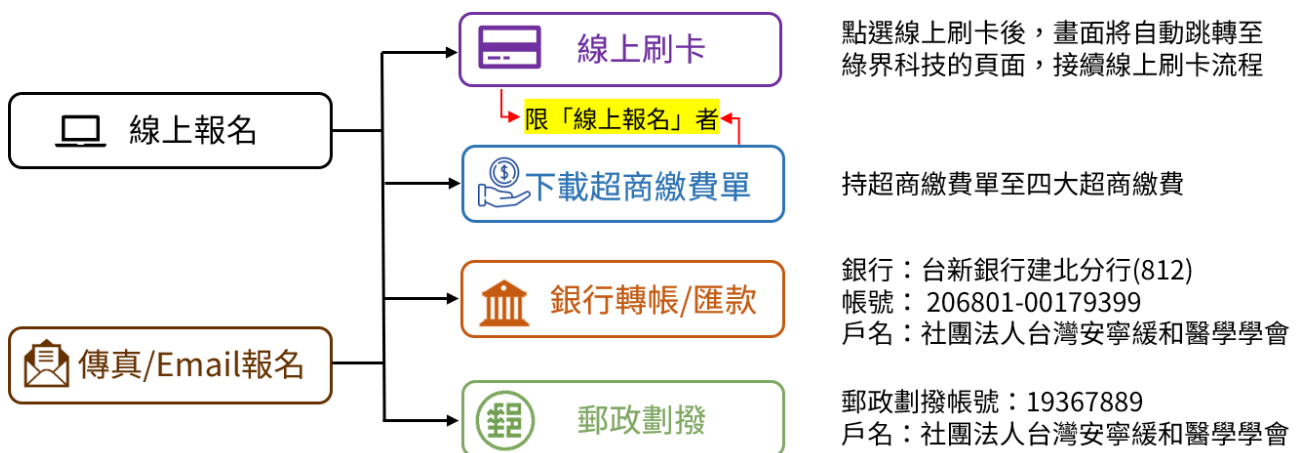 線上刷卡
點選線上刷卡後，畫面將自動跳轉至
綠界科技的頁面，接續線上刷卡流程
線上報名
限「線上報名」者
下載超商繳費單
持超商繳費單至四大超商繳費
銀行轉帳/匯款
銀行：台新銀行建北分行(812)
帳號： 206801-00179399
戶名：社團法人台灣安寧緩和醫學學會
傳真/Email報名
郵
郵政劃撥
郵政劃撥帳號：19367889
戶名：社團法人台灣安寧緩和醫學學會